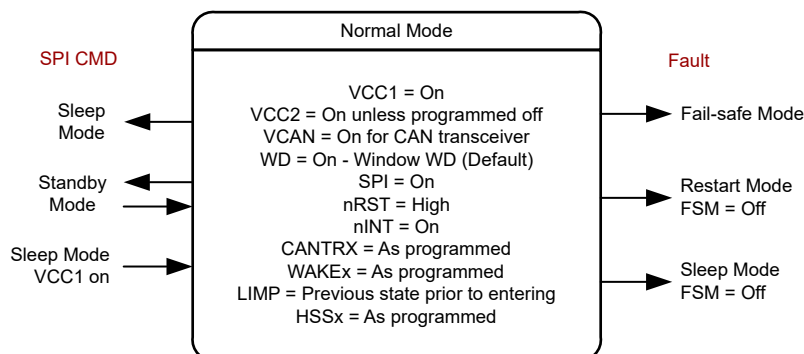 Normal Mode
SPI CMD
Sleep
Mode
Standby
Mode
Sleep Mode
VCC1 on
VCC1 = On
VCC2 = On unless programmed off
VCAN = On for CAN transceiver
WD = On - Window WD (Default)
SPI = On
nRST = High
nINT = On
CANTRX = As programmed
WAKEx = As programmed
LIMP = Previous state prior to entering
HSSx = As programmed
Fault
Fail-safe Mode
Restart Mode
FSM = Off
Sleep Mode
FSM = Off